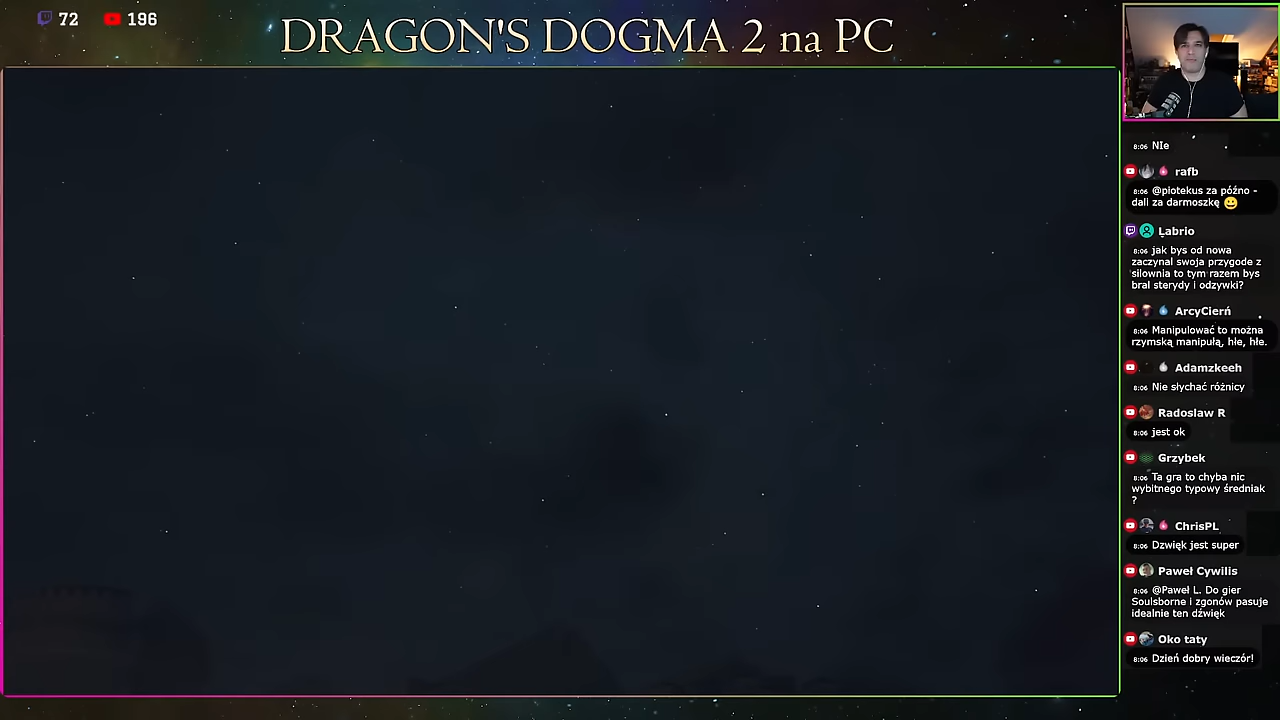 72 196
DRAGON'S DOGMA 2 na PC
8:06 NIe
rafb
8:06 @piotekus za późno -
dali za darmoszkę 😀
Labrio
8:06 jak bys od nowa
zaczynal swoja przygode z
silownia to tym razem bys
bral sterydy i odzywki?
ArcyCierń
8:06 Manipulować to można
rzymską manipułą, hłe, hłe.
Adamzkeeh
8:06 Nie słychać różnicy
Radoslaw R
8:06 jest ok
Grzybek
8:06 Ta gra to chyba nic
wybitnego typowy średniak
?
ChrisPL
8:06 Dzwięk jest super
Paweł Cywilis
8:06 @Paweł L. Do gier
Soulsborne i zgonów pasuje
idealnie ten dźwięk
Oko taty
8:06 Dzień dobry wieczór!